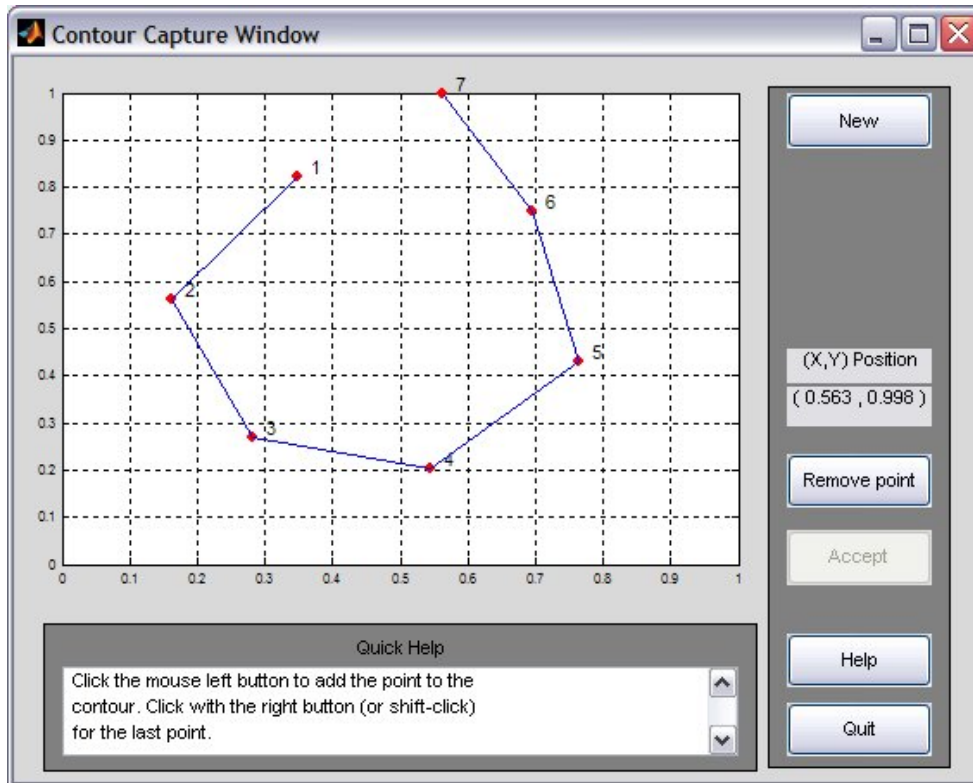 Contour Capture Window
7
1
0.9
0.8
0.7
0.6
0.5
0.4
0.3
0.2
0.1
0
1
6
2
5
3
4
0
0.1
0.2
0.3
0.4
0.5
0.6
0.7
0.8
0.9
1
New
(X,Y) Position
( 0.563 , 0.998 )
Remove point
Accept
Help
Quit
Quick Help
Click the mouse left button to add the point to the
contour. Click with the right button (or shift-click)
for the last point.